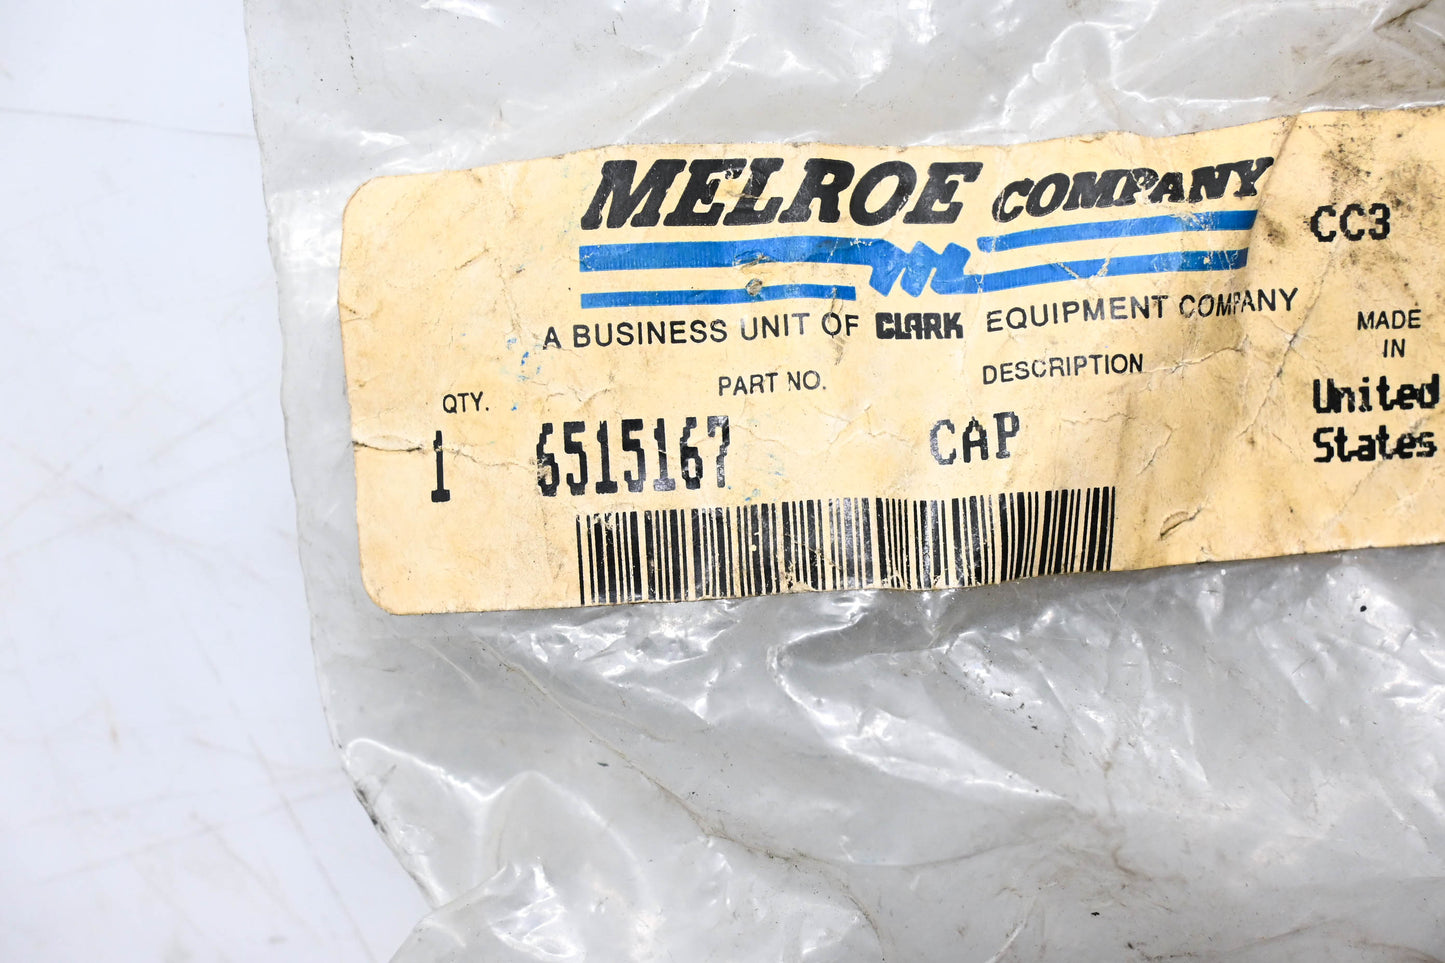 MELROE COMPANY
CC3
m
A BUSINESS UNIT OF CLARK EQUIPMENT COMPANY
MADE
IN
United
States
QTY. PART NO. DESCRIPTION
1 6515167 CAP